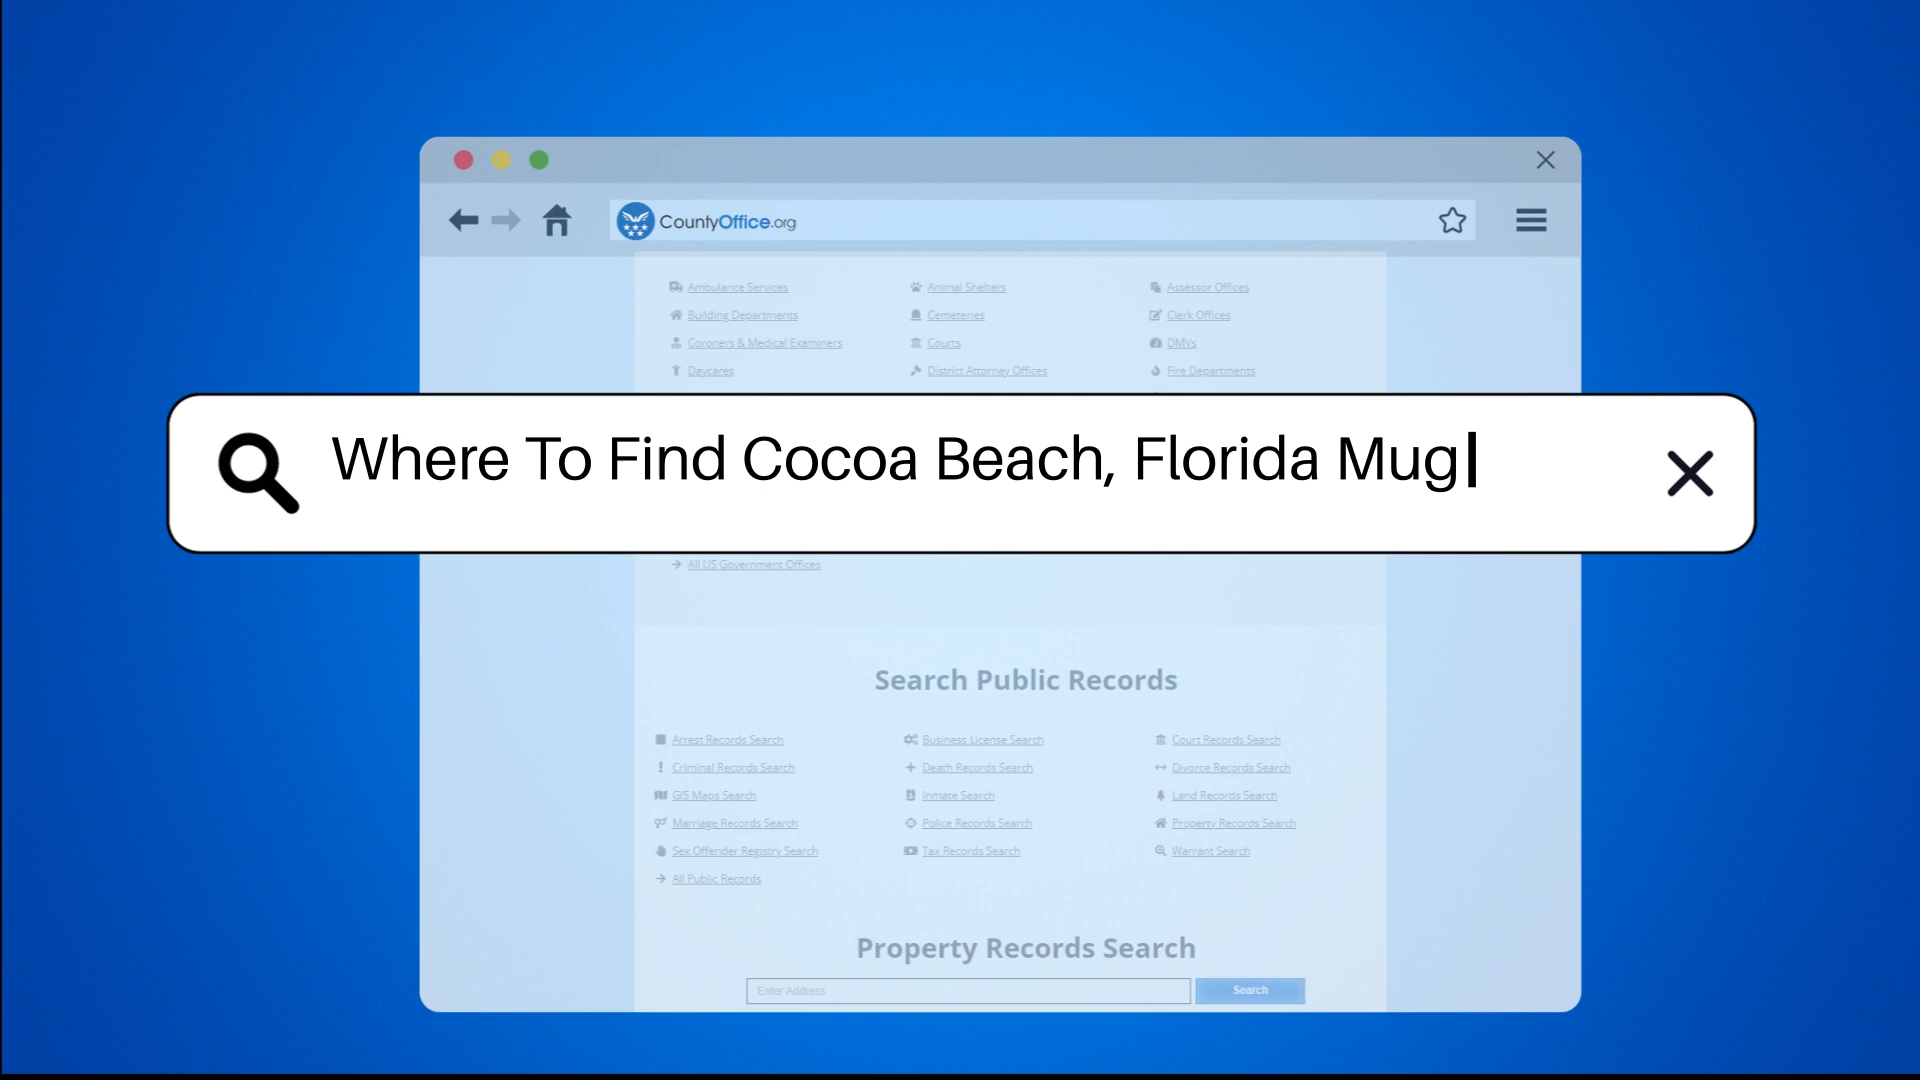 CountyOffice.org
Ambulance Services Animal Shelters Assessor Offices
Building Departments Cemeteries Clerk Offices
Coroners & Medical Examiners Courts DMVs
Daycares District Attorney Offices Fire Departments
Where To Find Cocoa Beach, Florida Mug
All US Government Offices
Search Public Records
Arrest Records Search Business License Search Court Records Search
Criminal Records Search Death Records Search Divorce Records Search
GIS Maps Search Inmate Search Land Records Search
Marriage Records Search Police Records Search Property Records Search
Sex Offender Registry Search Tax Records Search Warrant Search
All Public Records
Property Records Search
Enter Address Search